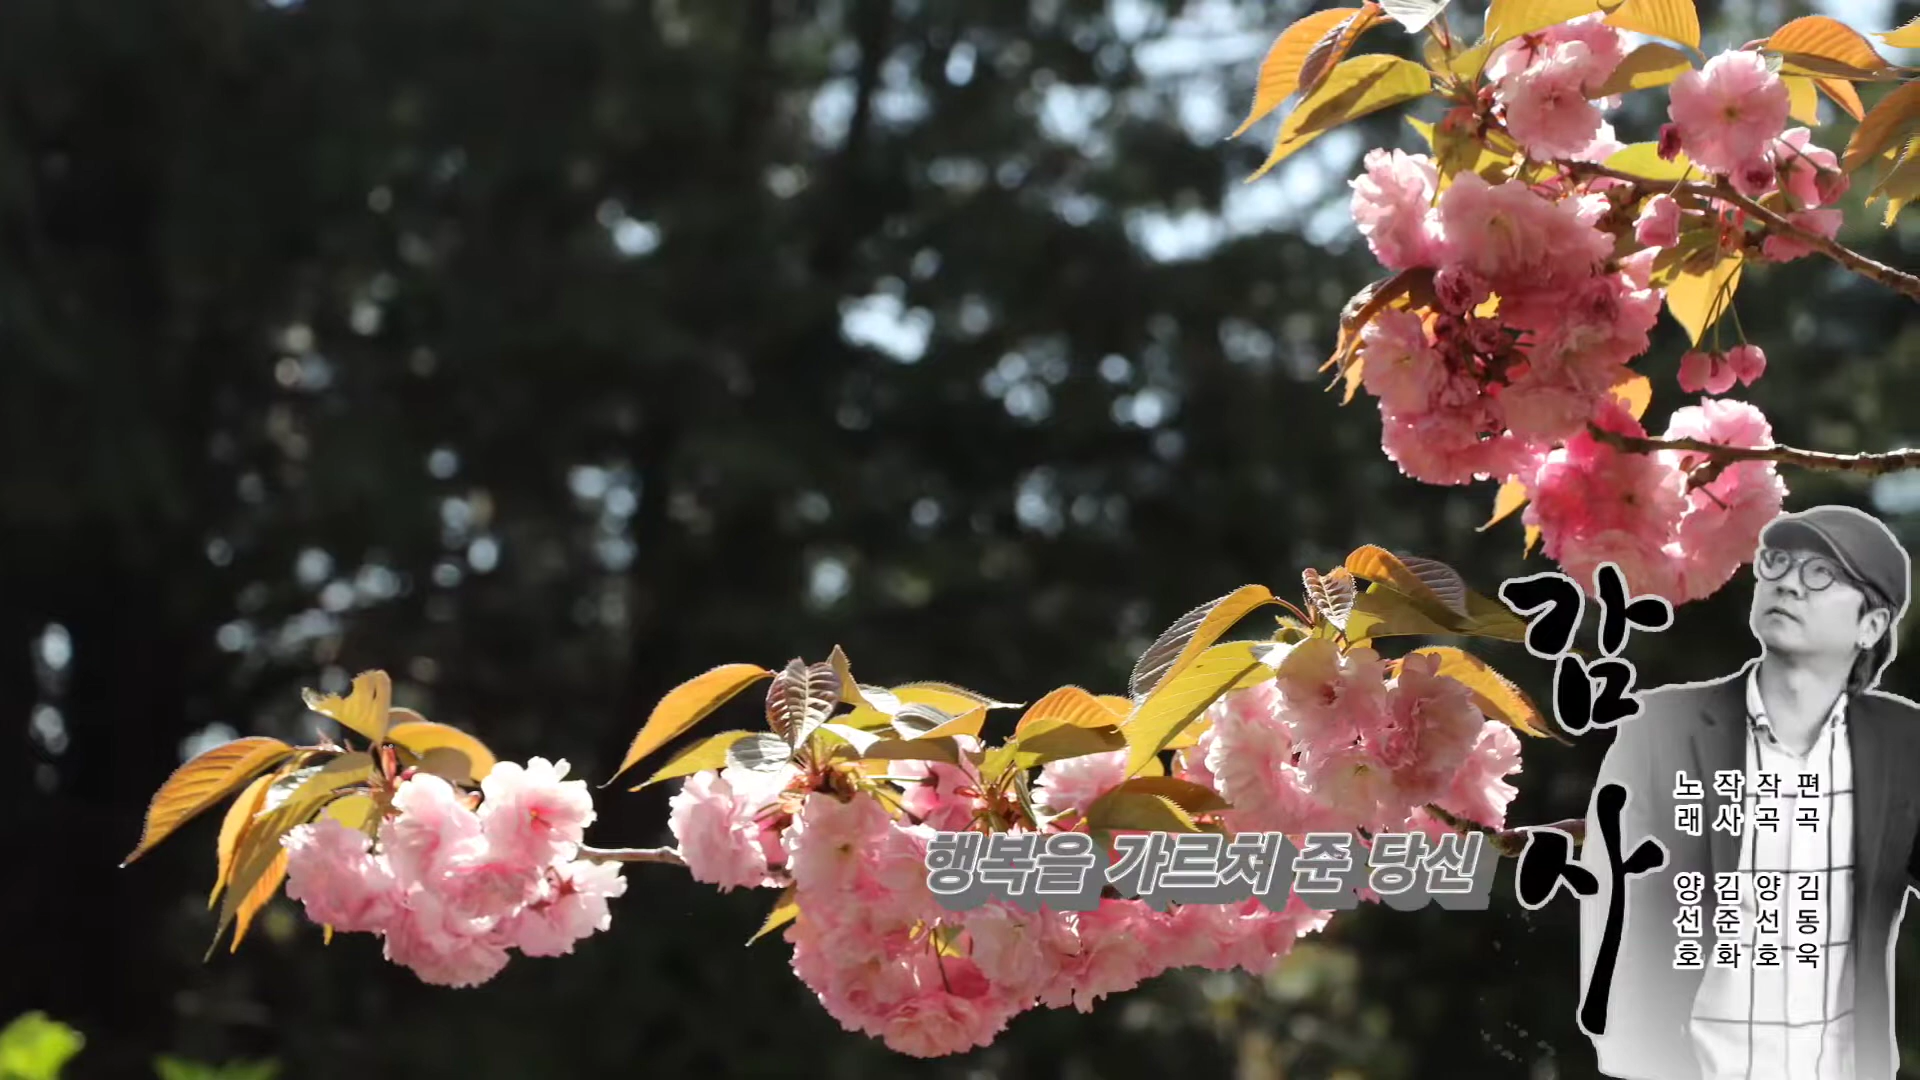 행복을 가르쳐 준 당신
감사
노래 양선호
작사 김준화
작곡 양선호
편곡 김동욱